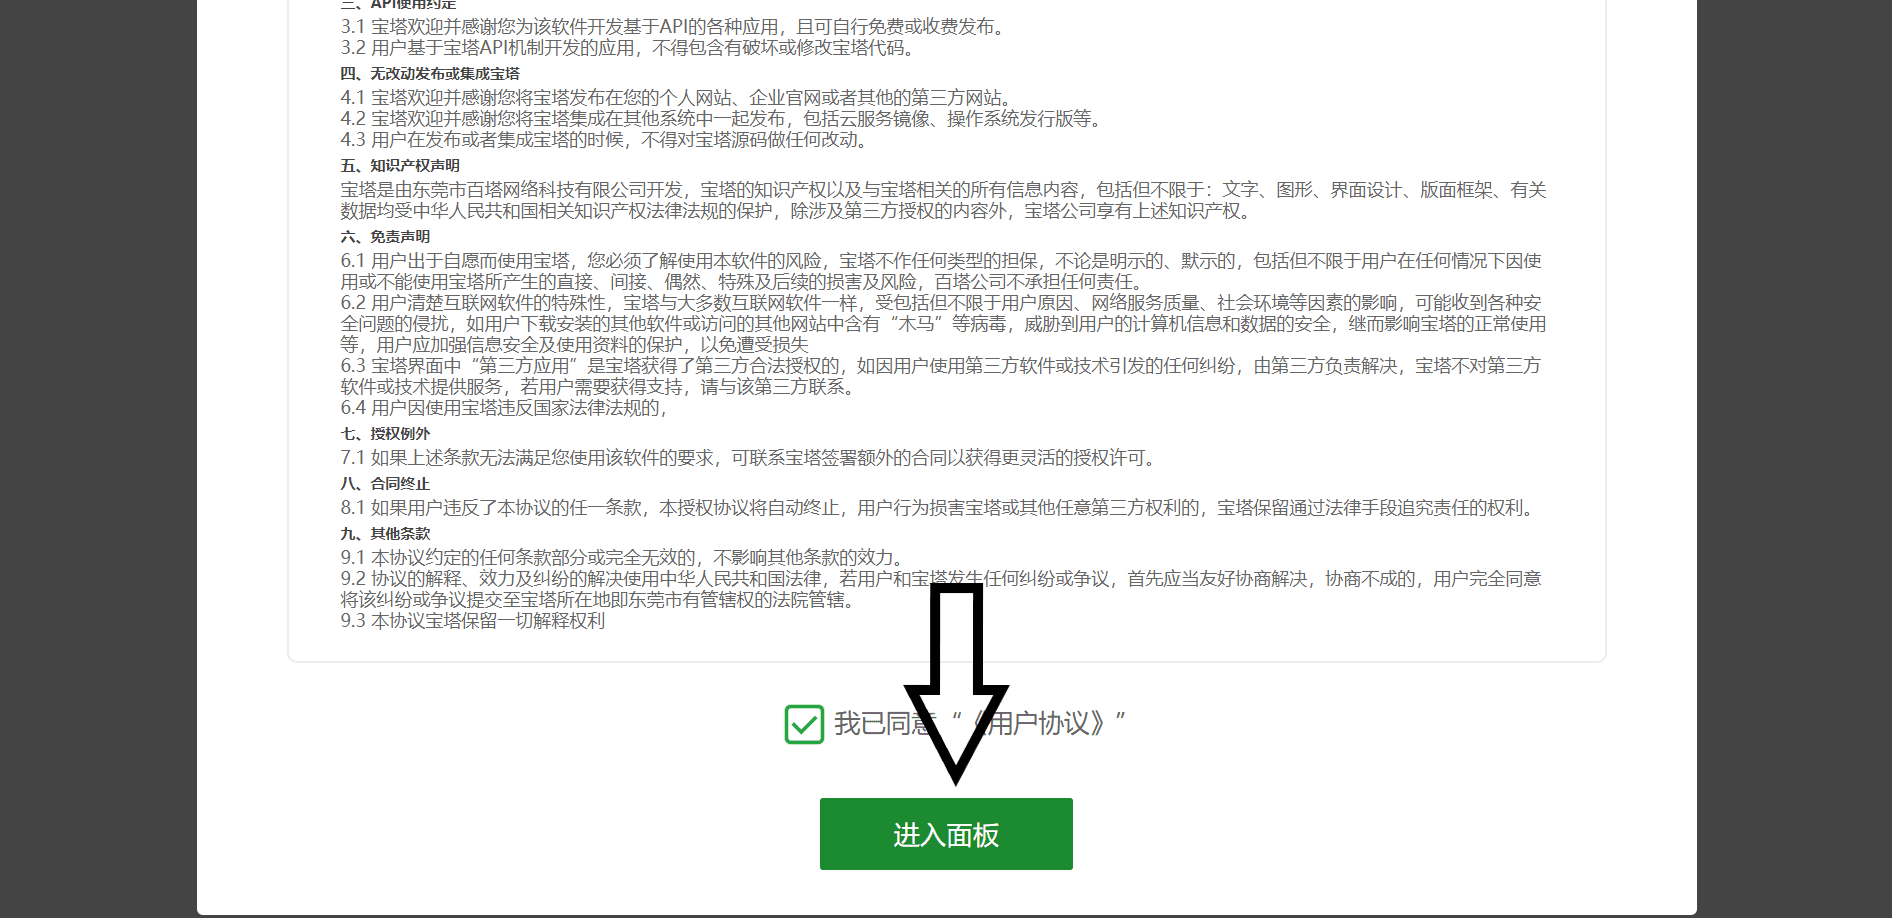 三、API使用约定
3.1 宝塔欢迎并感谢您为该软件开发基于API的各种应用，且可自行免费或收费发布。
3.2 用户基于宝塔API机制开发的应用，不得包含有破坏或修改宝塔代码。
四、无改动发布或集成宝塔
4.1 宝塔欢迎并感谢您将宝塔发布在您的个人网站、企业官网或者其他的第三方网站。
4.2 宝塔欢迎并感谢您将宝塔集成在其他系统中一起发布，包括云服务镜像、操作系统发行版等。
4.3 用户在发布或者集成宝塔的时候，不得对宝塔源码做任何改动。
五、知识产权声明
宝塔是由东莞市百塔网络科技有限公司开发，宝塔的知识产权以及与宝塔相关的所有信息内容，包括但不限于：文字、图形、界面设计、版面框架、有关
数据均受中华人民共和国相关知识产权法律法规的保护，除涉及第三方授权的内容外，宝塔公司享有上述知识产权。
六、免责声明
6.1 用户出于自愿而使用宝塔，您必须了解使用本软件的风险，宝塔不作任何类型的担保，不论是明示的、默示的，包括但不限于用户在任何情况下因使
用或不能使用宝塔所产生的直接、间接、偶然、特殊及后续的损害及风险，百塔公司不承担任何责任。
6.2 用户清楚互联网软件的特殊性，宝塔与大多数互联网软件一样，受包括但不限于用户原因、网络服务质量、社会环境等因素的影响，可能收到各种安
全问题的侵扰，如用户下载安装的其他软件或访问的其他网站中含有“木马”等病毒，威胁到用户的计算机信息和数据的安全，继而影响宝塔的正常使用
等，用户应加强信息安全及使用资料的保护，以免遭受损失
6.3 宝塔界面中“第三方应用”是宝塔获得了第三方合法授权的，如因用户使用第三方软件或技术引发的任何纠纷，由第三方负责解决，宝塔不对第三方
软件或技术提供服务，若用户需要获得支持，请与该第三方联系。
6.4 用户因使用宝塔违反国家法律法规的，
七、授权例外
7.1 如果上述条款无法满足您使用该软件的要求，可联系宝塔签署额外的合同以获得更灵活的授权许可。
八、合同终止
8.1 如果用户违反了本协议的任一条款，本授权协议将自动终止，用户行为损害宝塔或其他任意第三方权利的，宝塔保留通过法律手段追究责任的权利。
九、其他条款
9.1 本协议约定的任何条款部分或完全无效的，不影响其他条款的效力。
9.2 协议的解释、效力及纠纷的解决使用中华人民共和国法律，若用户和宝塔发生任何纠纷或争议，首先应当友好协商解决，协商不成的，用户完全同意
将该纠纷或争议提交至宝塔所在地即东莞市有管辖权的法院管辖。
9.3 本协议宝塔保留一切解释权利
我已同意“《用户协议》”
进入面板